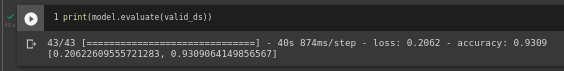 1 print(model.evaluate(valid_ds))
43/43 [==============================] - 40s 874ms/step - loss: 0.2062 - accuracy: 0.9309
[0.20622609555721283, 0.9309064149856567]